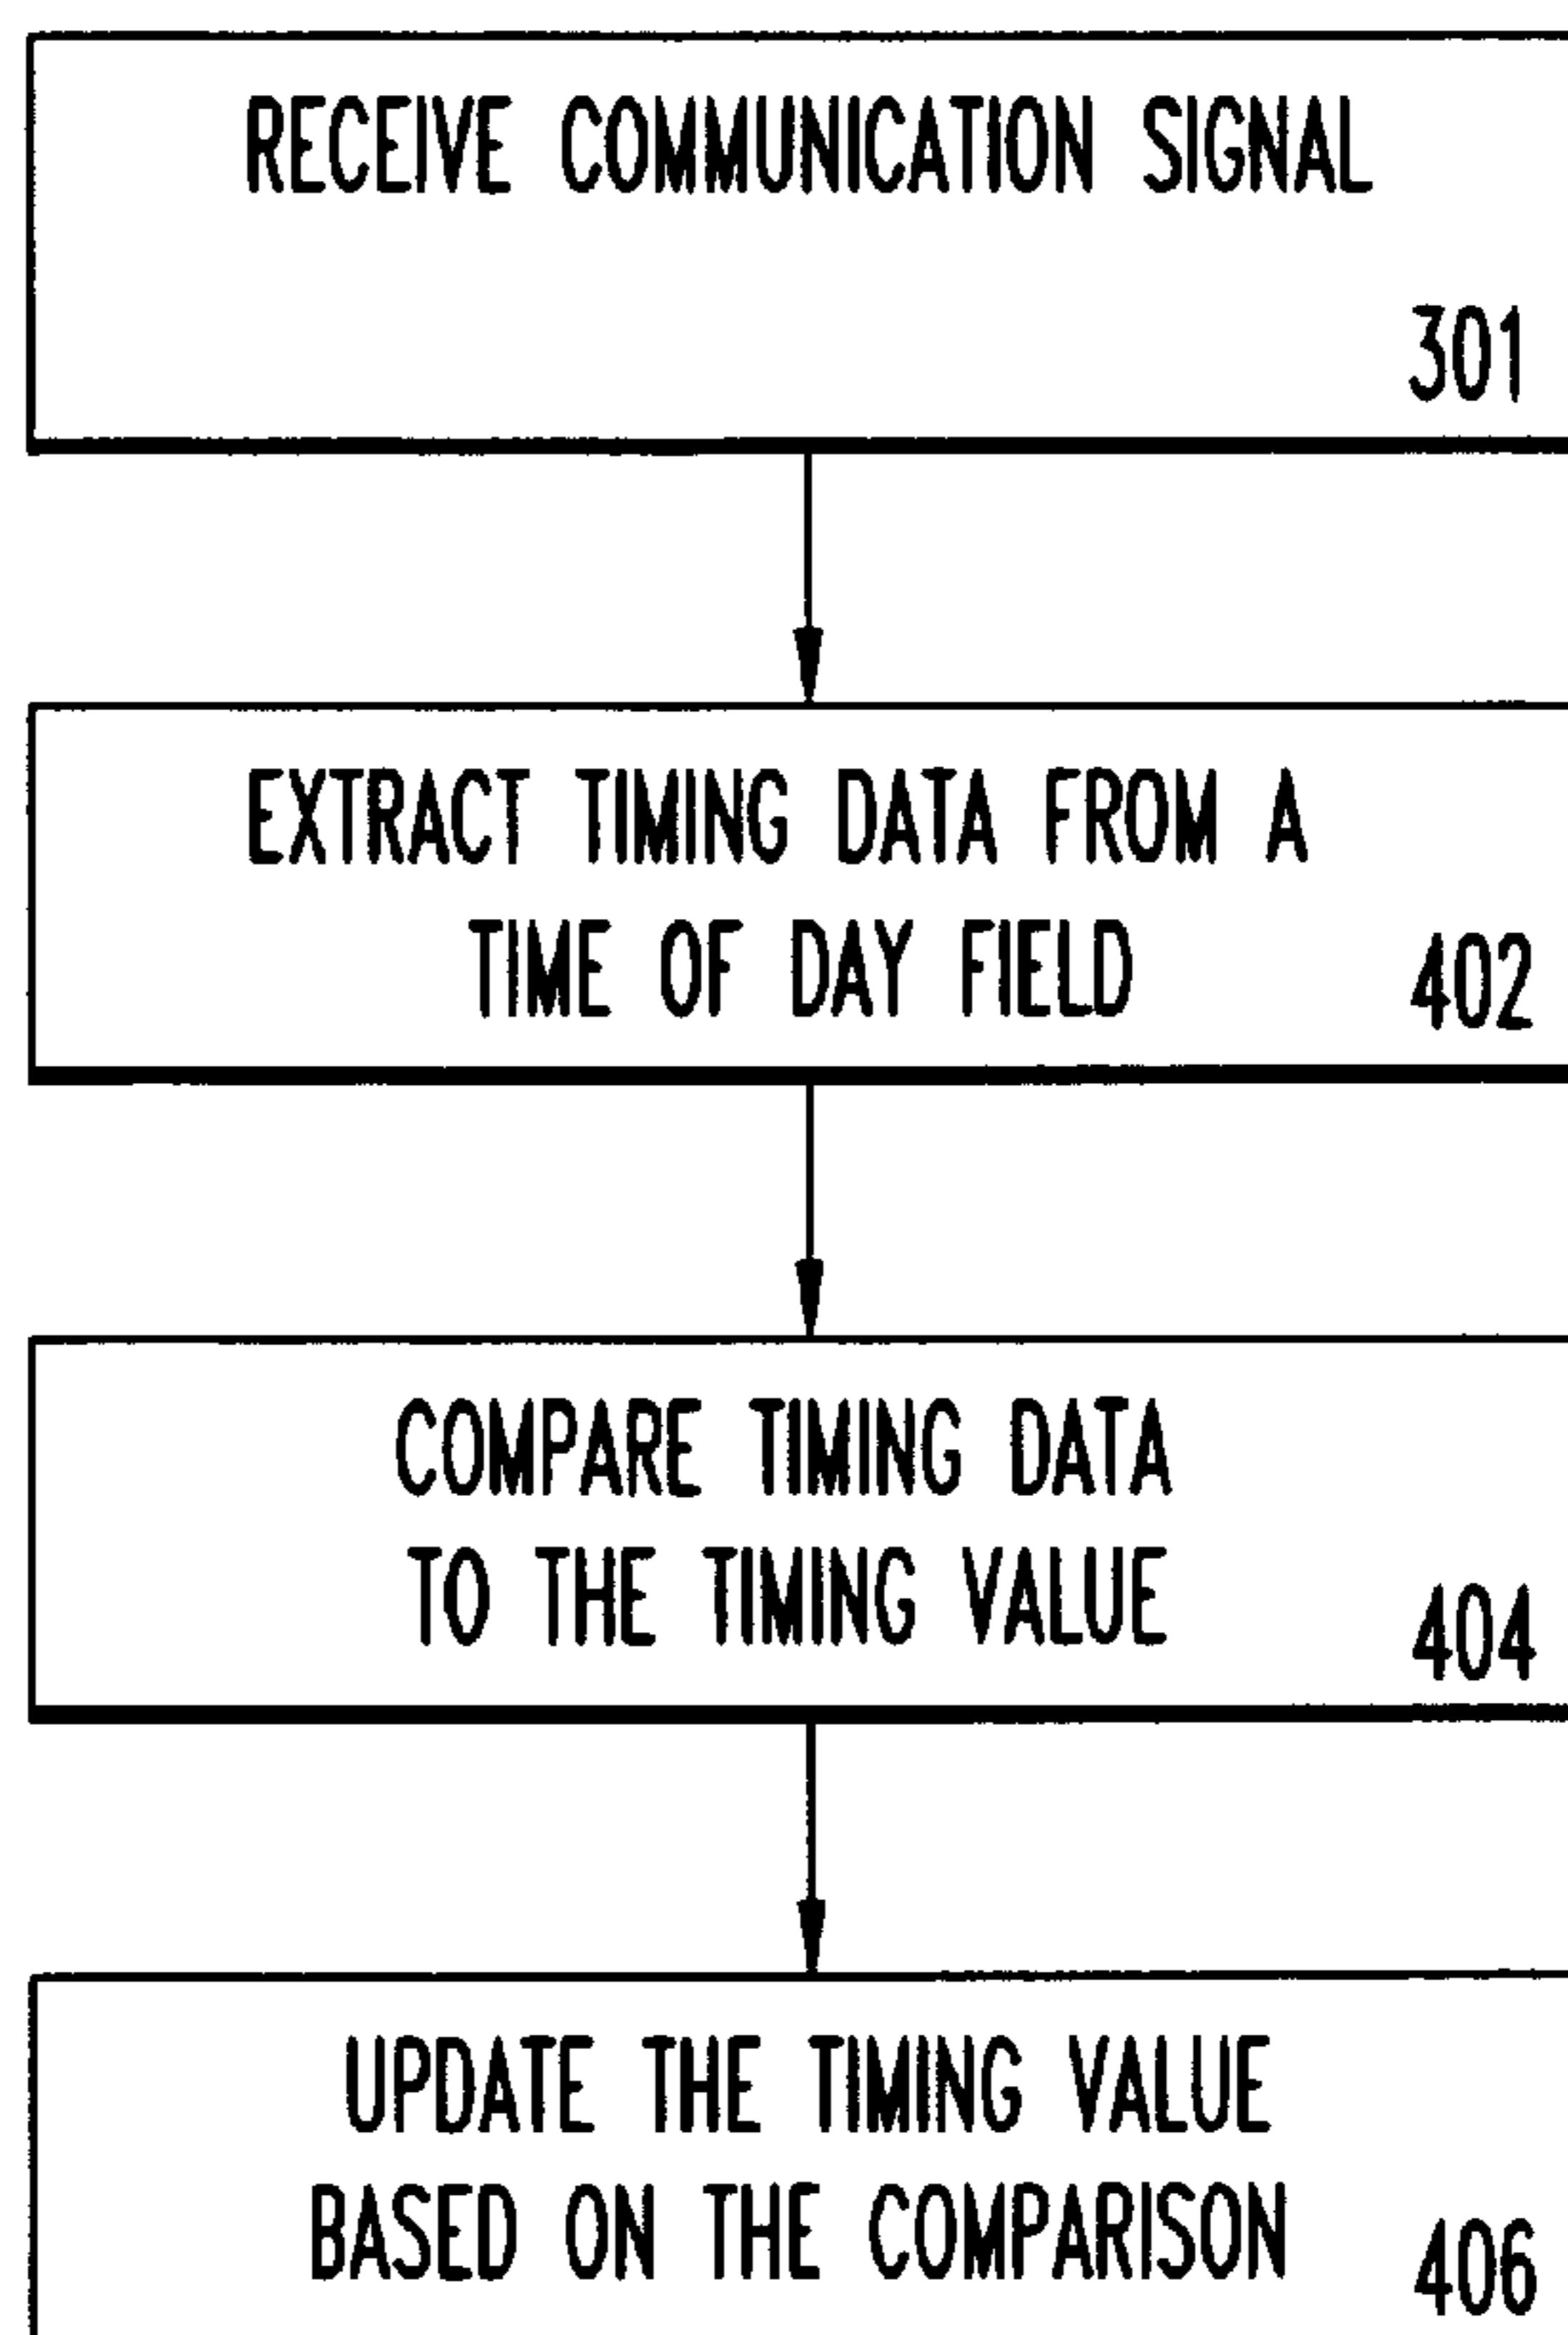 RECEIVE COMMUNICATION SIGNAL
301
EXTRACT TIMING DATA FROM A
TIME OF DAY FIELD
402
COMPARE TIMING DATA
TO THE TIMING VALUE
404
UPDATE THE TIMING VALUE
BASED ON THE COMPARISON
406